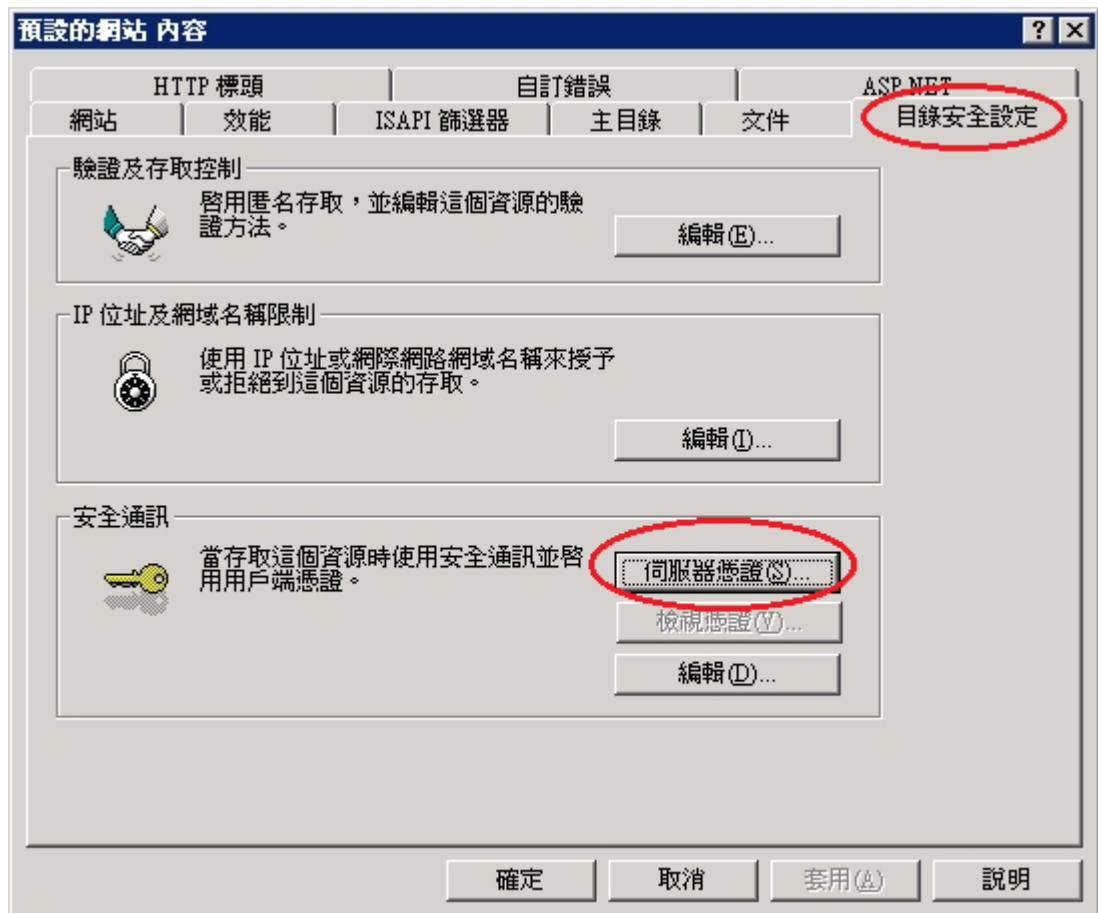 預設的網站 內容
HTTP 標頭
自訂錯誤
ASP.NET
網站
效能
ISAPI 篩選器
主目錄
文件
目錄安全設定
驗證及存取控制
啓用匿名存取，並編輯這個資源的驗
證方法。
編輯(E)...
IP 位址及網域名稱限制
使用 IP 位址或網際網路網域名稱來授予
或拒絕到這個資源的存取。
編輯(I)...
安全通訊
當存取這個資源時使用安全通訊並啓
用用戶端憑證。
伺服器憑證(S)...
檢視憑證(V)...
編輯(D)...
確定
取消
套用(A)
說明